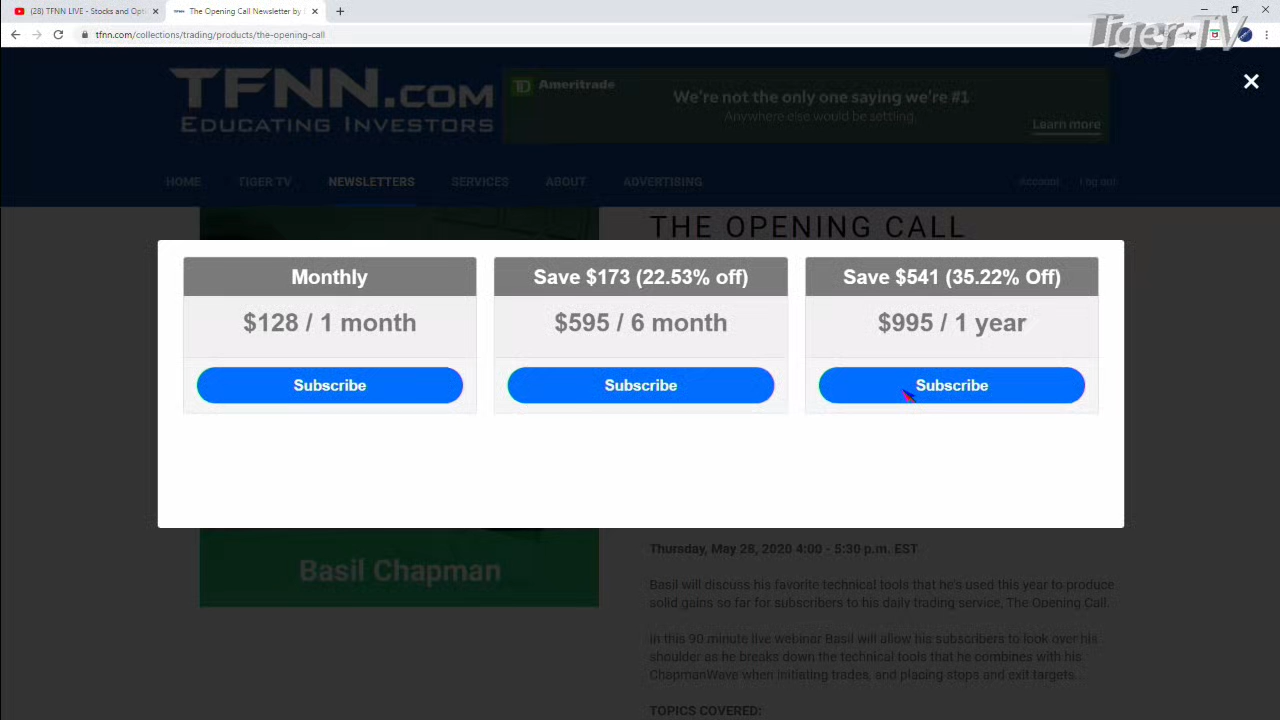 (28) TFNN LIVE - Stocks and Opti
The Opening Call Newsletter by
tfnn.com/collections/trading/products/the-opening-call
Tiger-TV
TFNN.COM
EDUCATING INVESTORS
TD Ameritrade
We're not the only one saying we're #1
Anywhere else would be settling.
Learn more
HOME TIGER TV NEWSLETTERS SERVICES ABOUT ADVERTISING Account Log out
THE OPENING CALL
Monthly
$128 / 1 month
Subscribe
Save $173 (22.53% off)
$595 / 6 month
Subscribe
Save $541 (35.22% Off)
$995 / 1 year
Subscribe
Basil Chapman
Thursday, May 28, 2020 4:00 - 5:30 p.m. EST
Basil will discuss his favorite technical tools that he's used this year to produce
solid gains so far for subscribers to his daily trading service, The Opening Call.
In this 90 minute live webinar Basil will allow his subscribers to look over his
shoulder as he breaks down the technical tools that he combines with his
ChapmanWave when initiating trades, and placing stops and exit targets.
TOPICS COVERED: